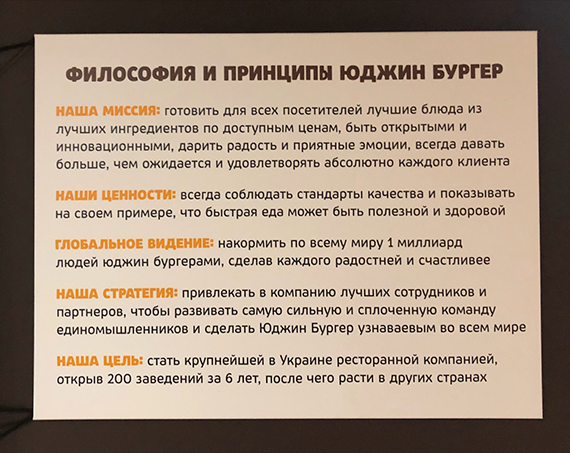 ФИЛОСОФИЯ И ПРИНЦИПЫ ЮДЖИН БУРГЕР
НАША МИССИЯ: готовить для всех посетителей лучшие блюда из
лучших ингредиентов по доступным ценам, быть открытыми и
инновационными, дарить радость и приятные эмоции, всегда давать
больше, чем ожидается и удовлетворять абсолютно каждого клиента
НАШИ ЦЕННОСТИ: всегда соблюдать стандарты качества и показывать
на своем примере, что быстрая еда может быть полезной и здоровой
ГЛОБАЛЬНОЕ ВИДЕНИЕ: накормить по всему миру 1 миллиард
людей юджин бургерами, сделав каждого радостней и счастливее
НАША СТРАТЕГИЯ: привлекать в компанию лучших сотрудников и
партнеров, чтобы развивать самую сильную и сплоченную команду
единомышленников и сделать Юджин Бургер узнаваевым во всем мире
НАША ЦЕЛЬ: стать крупнейшей в Украине ресторанной компанией,
открыв 200 заведений за 6 лет, после чего расти в других странах